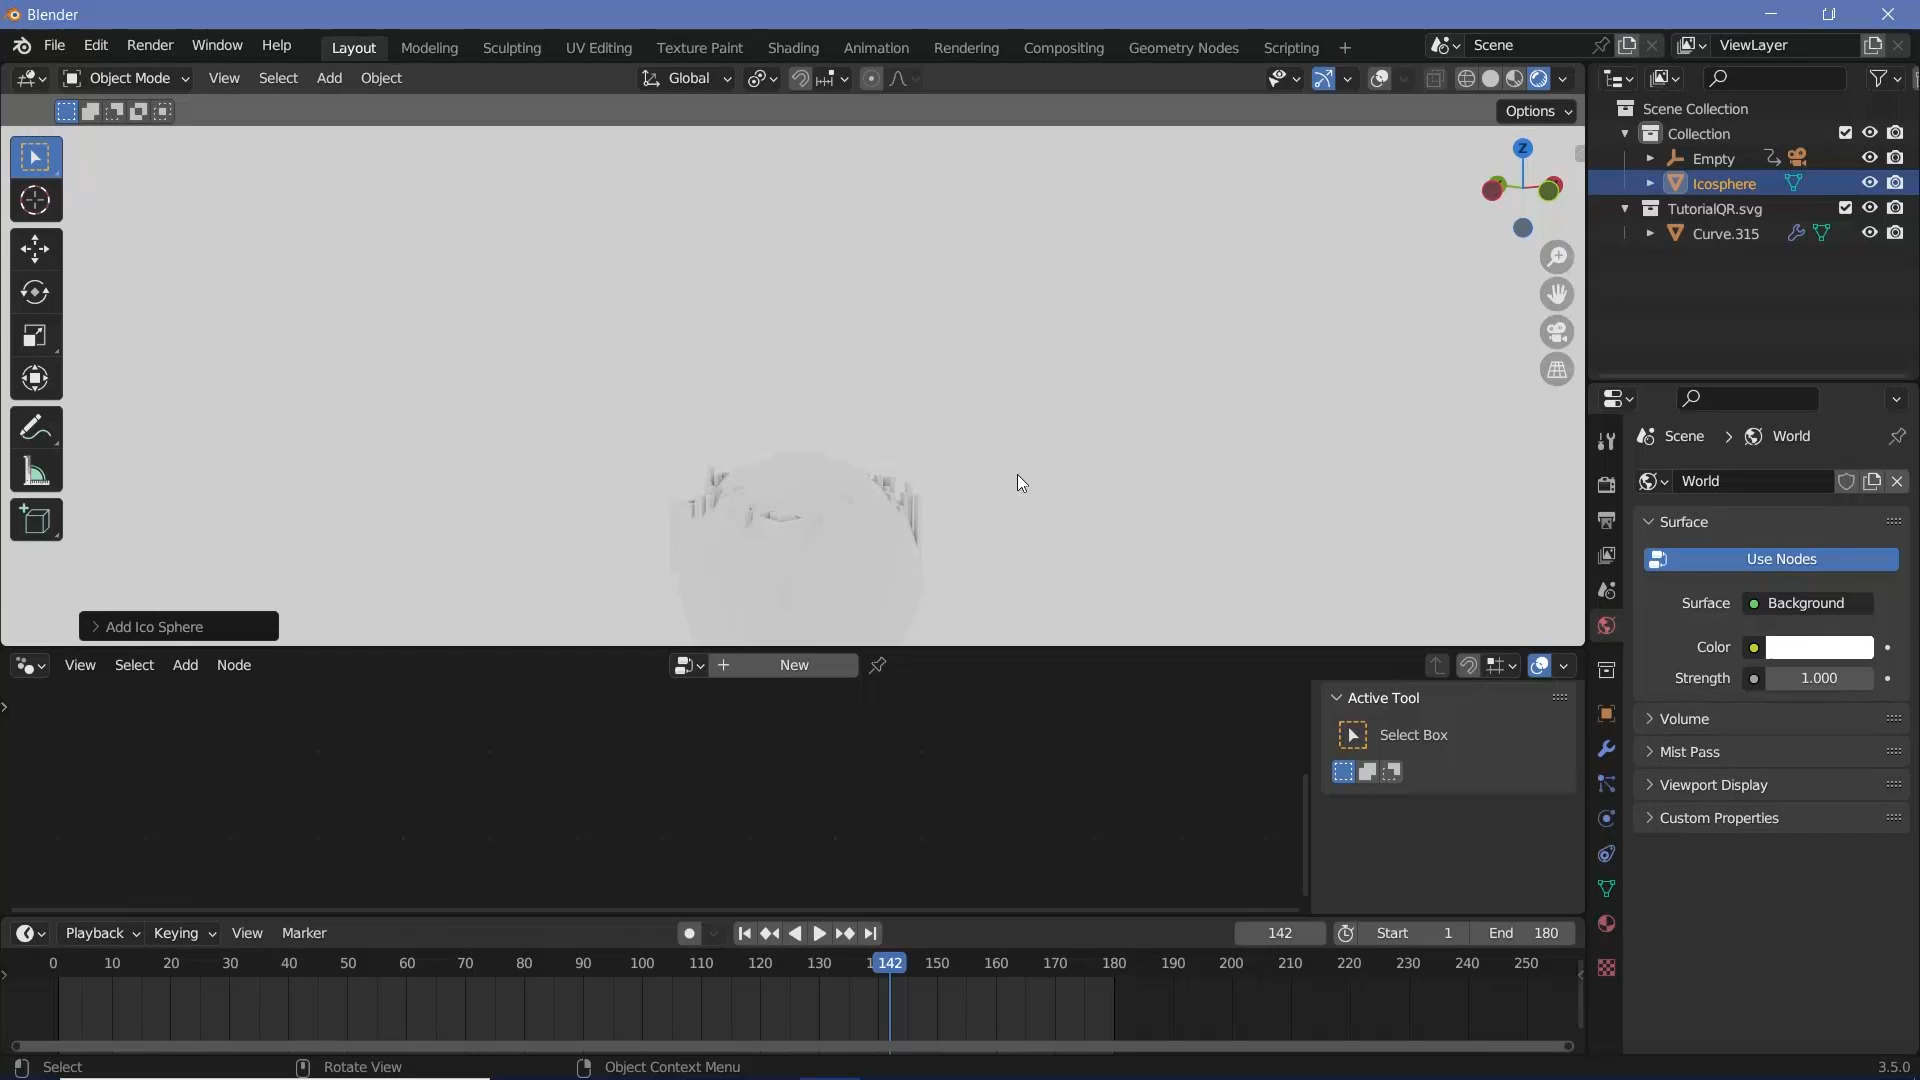 Blender
File Edit Render Window Help
Layout Modeling Sculpting UV Editing Texture Paint Shading Animation Rendering Compositing Geometry Nodes Scripting +
Scene
ViewLayer
Object Mode View Select Add Object
Global
Options
Z
Scene Collection
Collection
Empty
Icosphere
TutorialQR.svg
Curve.315
Scene > World
World
Surface
Use Nodes
Surface Background
Color
Strength 1.000
Volume
Mist Pass
Viewport Display
Custom Properties
Add Ico Sphere
View Select Add Node
New
Active Tool
Select Box
Playback Keying View Marker
142
Start 1 End 180
0 10 20 30 40 50 60 70 80 90 100 110 120 130 142 150 160 170 180 190 200 210 220 230 240 250
Select Rotate View Object Context Menu
3.5.0